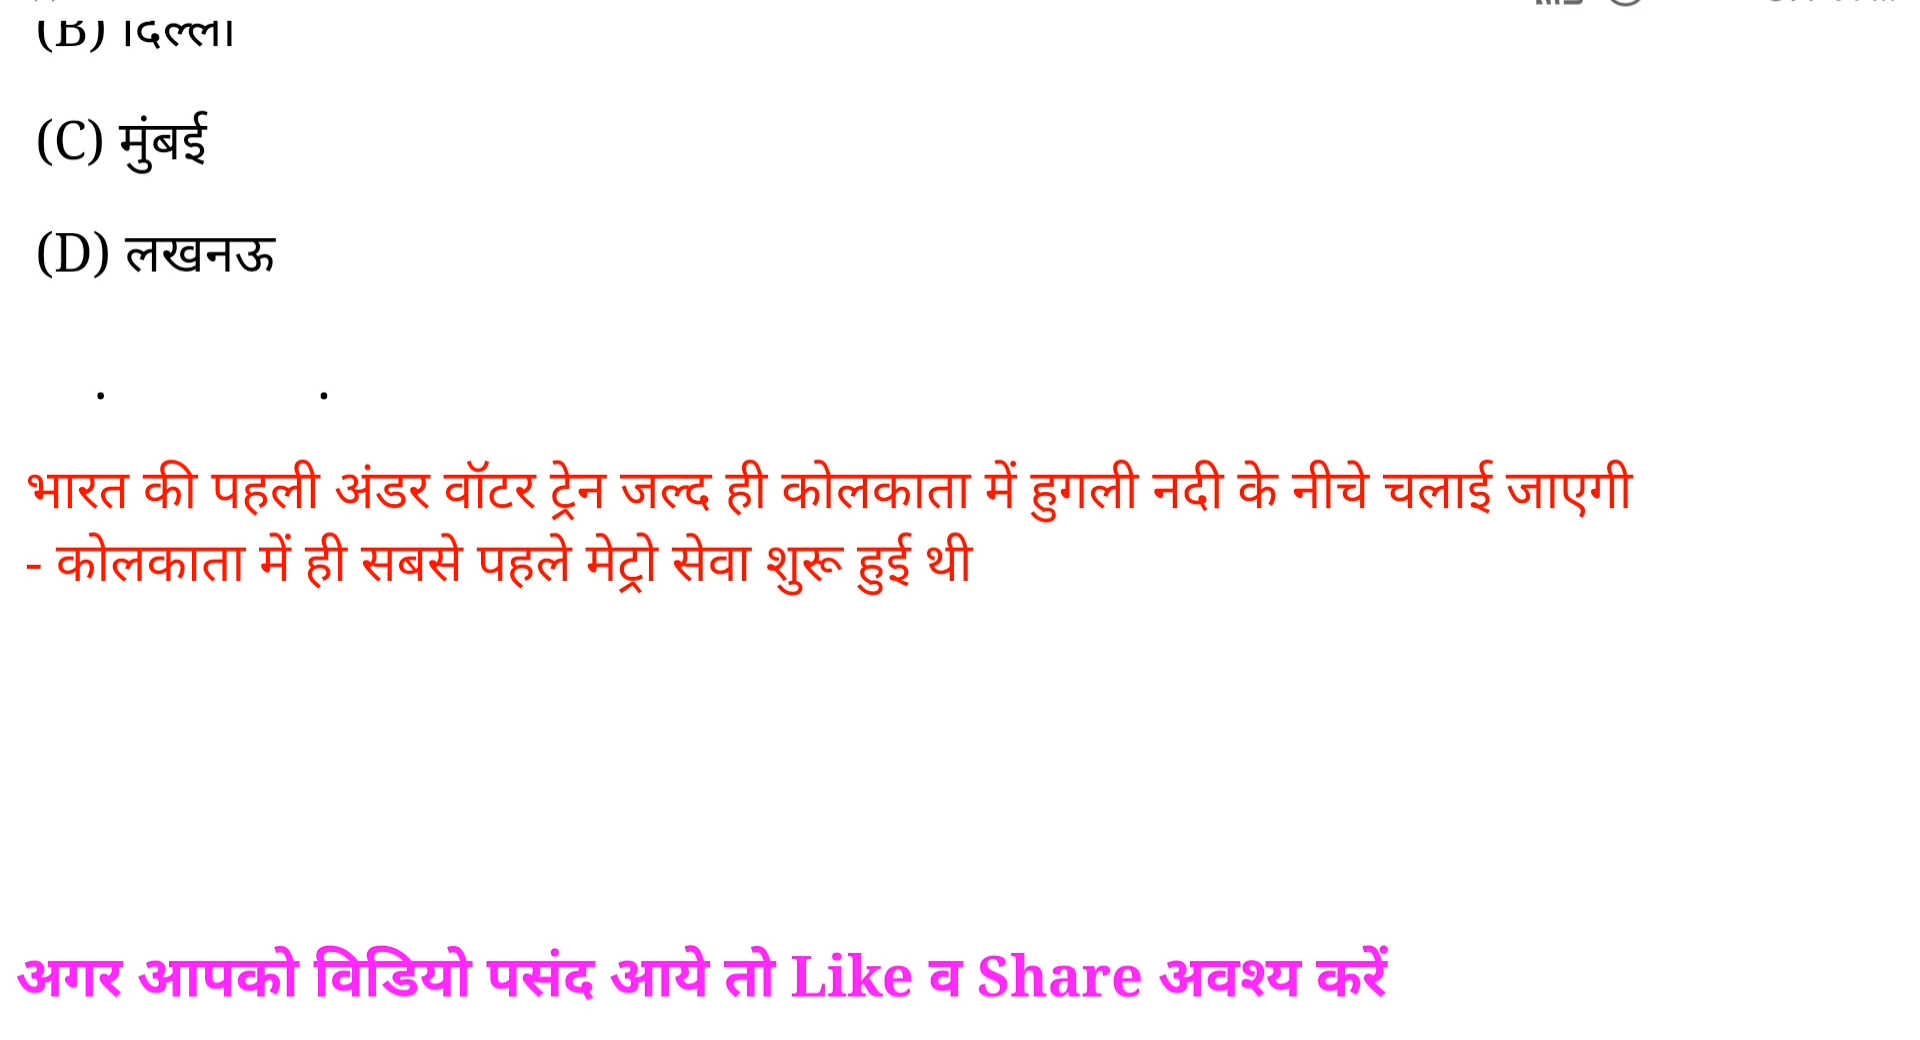 (B) दिल्ली
(C) मुंबई
(D) लखनऊ
. .
भारत की पहली अंडर वॉटर ट्रेन जल्द ही कोलकाता में हुगली नदी के नीचे चलाई जाएगी
- कोलकाता में ही सबसे पहले मेट्रो सेवा शुरू हुई थी
अगर आपको विडियो पसंद आये तो Like व Share अवश्य करें